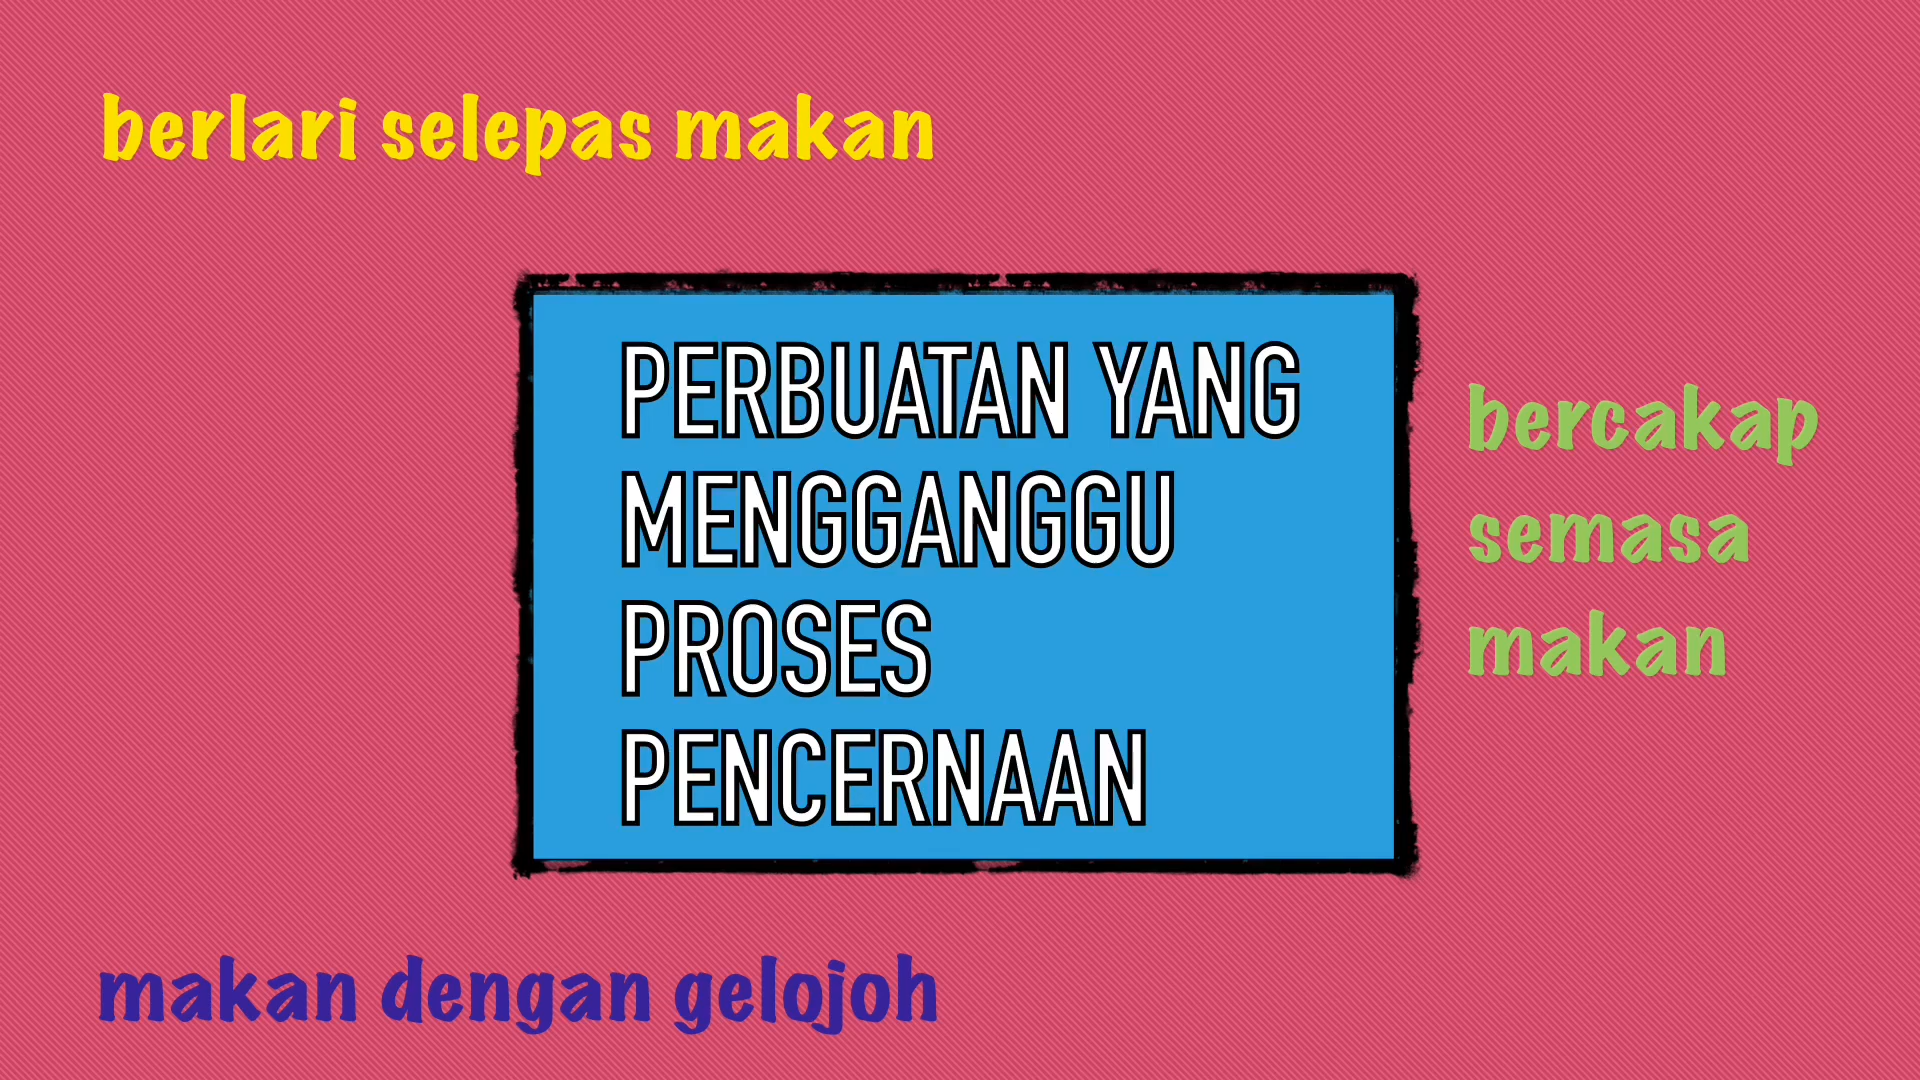 berlari selepas makan
PERBUATAN YANG
MENGGANGGU
PROSES
PENCERNAAN
bercakap
semasa
makan
makan dengan gelojoh